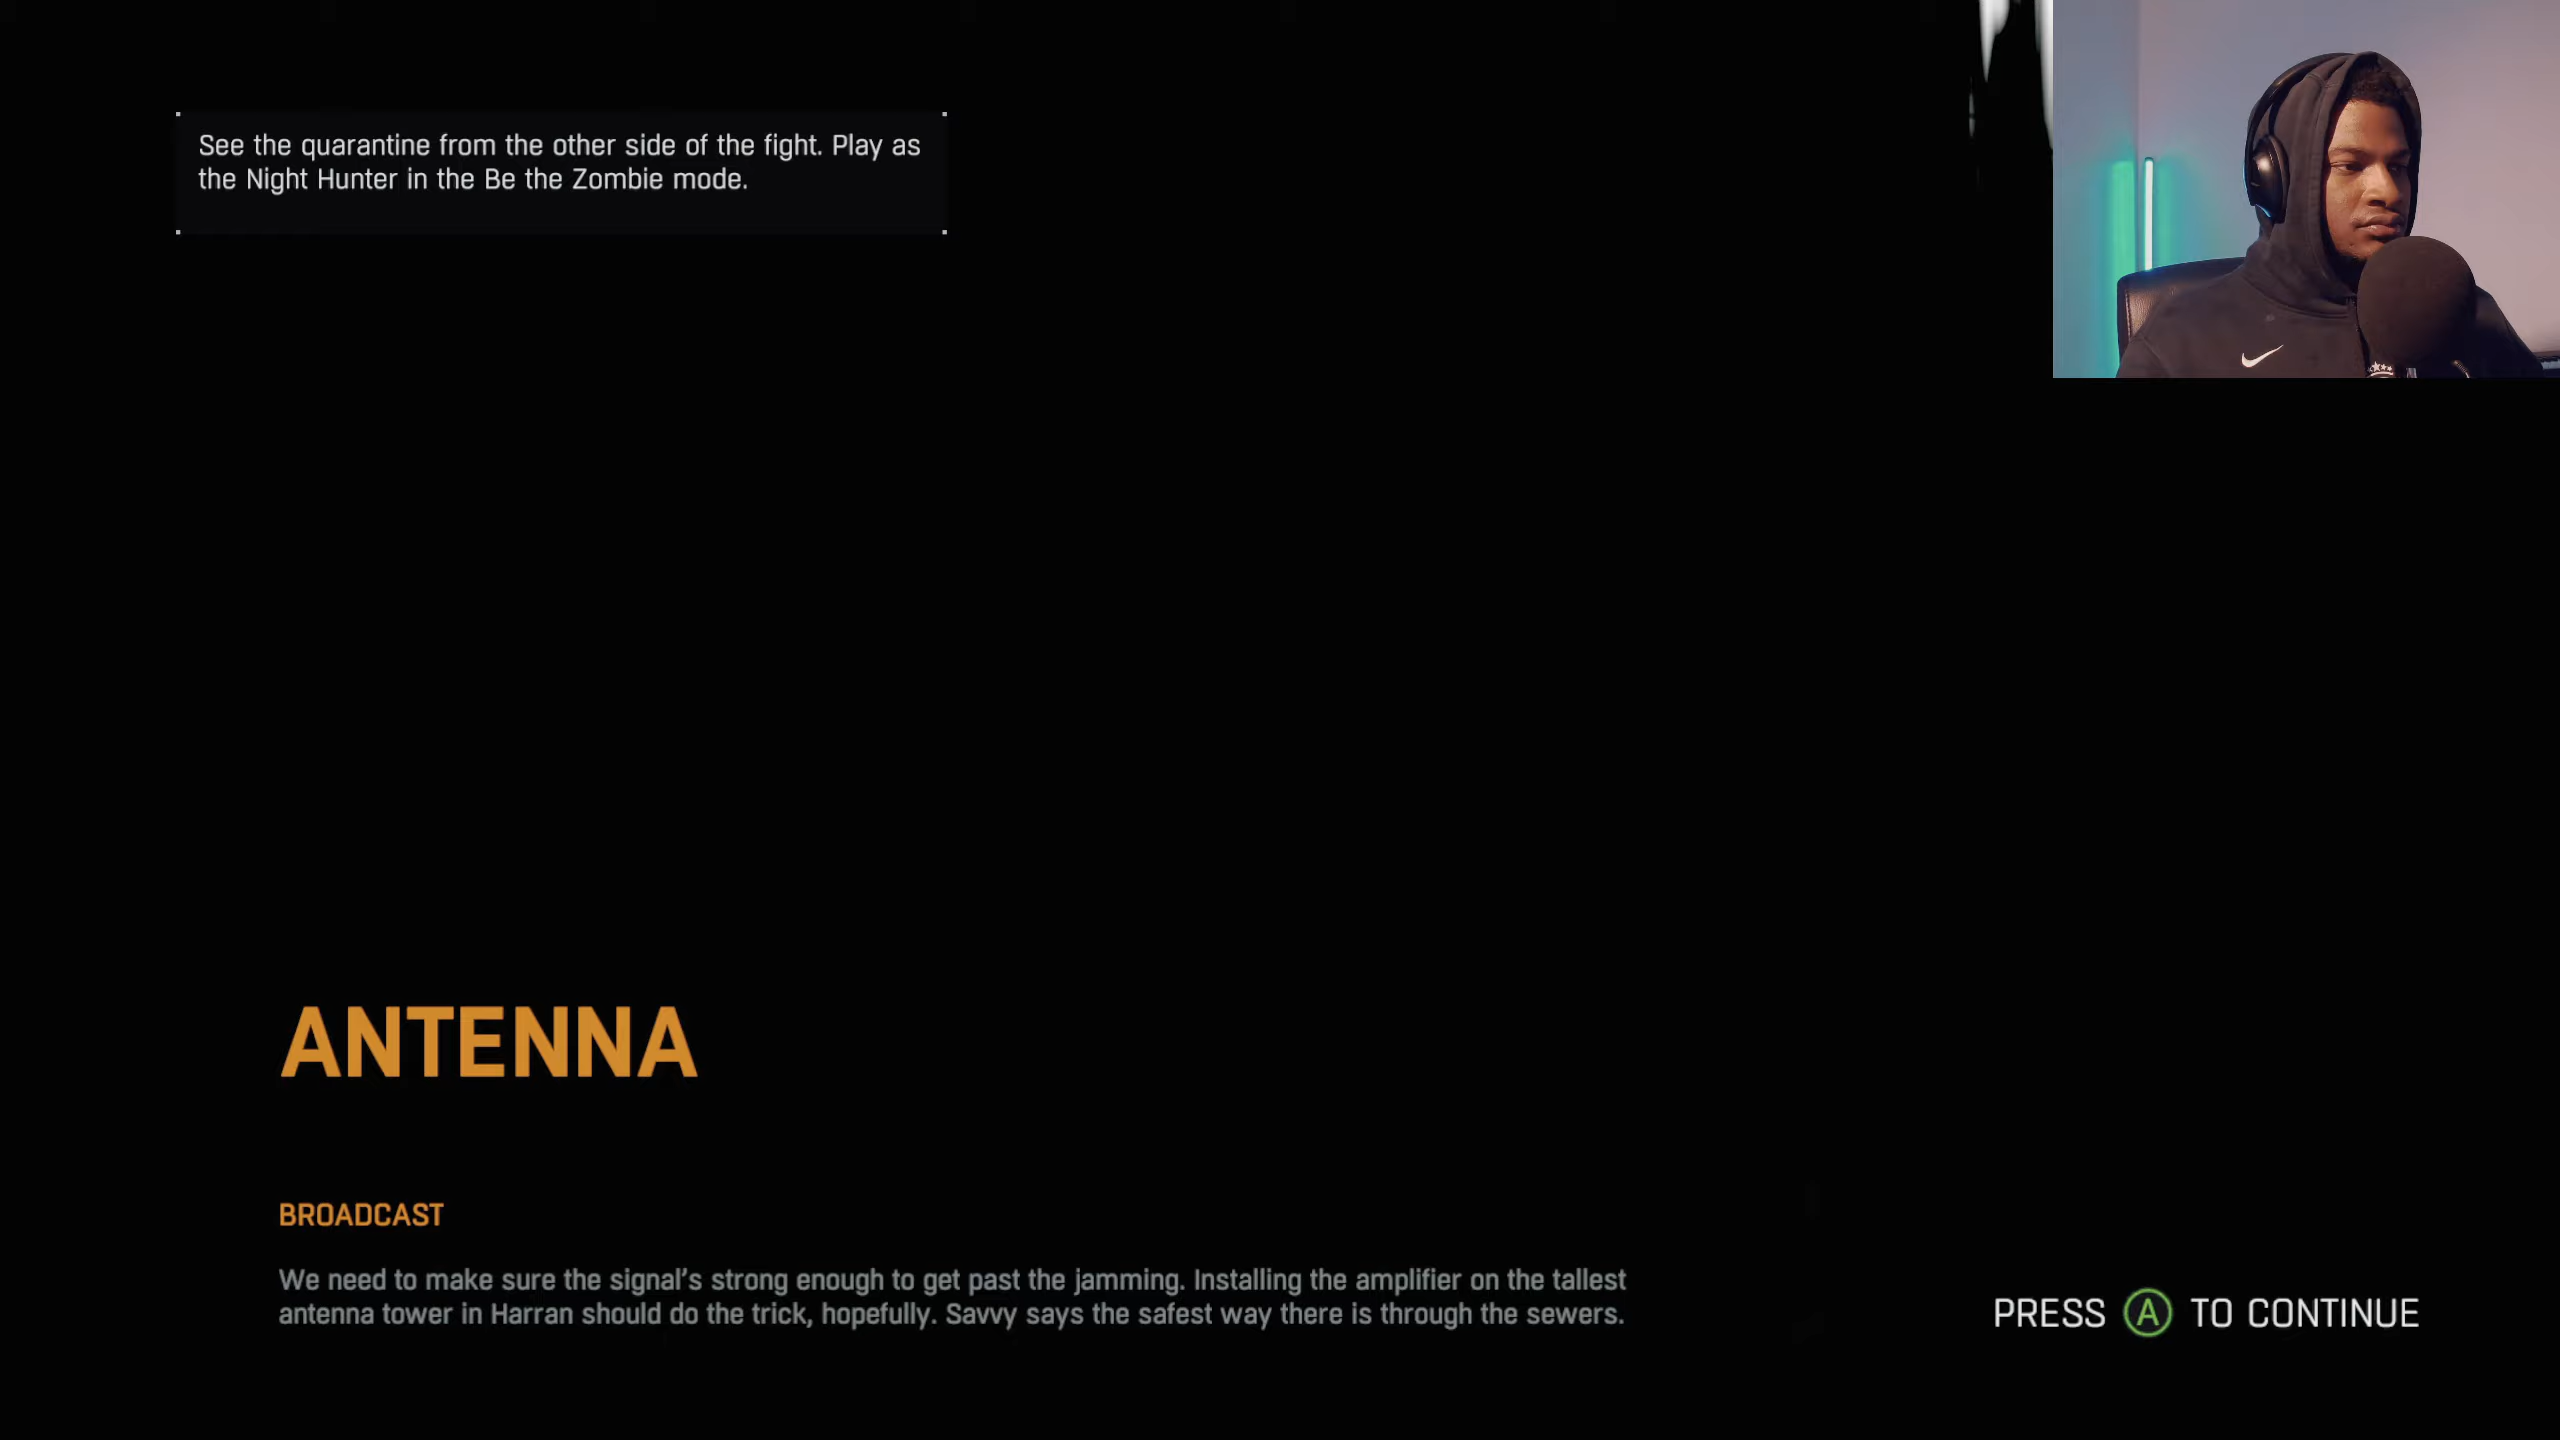 See the quarantine from the other side of the fight. Play as
the Night Hunter in the Be the Zombie mode.
ANTENNA
BROADCAST
We need to make sure the signal's strong enough to get past the jamming. Installing the amplifier on the tallest
antenna tower in Harran should do the trick, hopefully. Savvy says the safest way there is through the sewers.
PRESS A TO CONTINUE